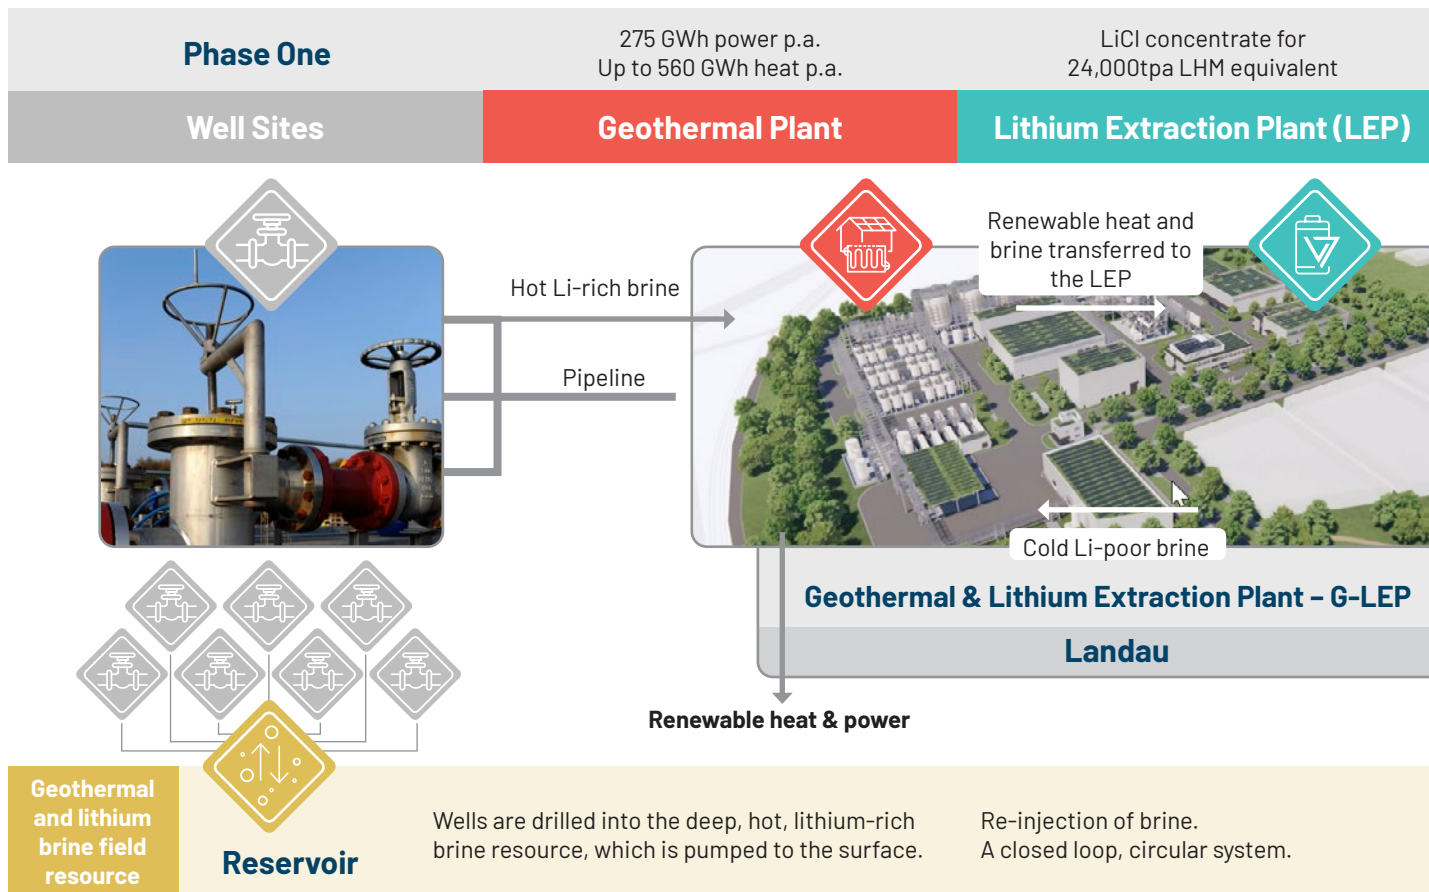 Phase One
275 GWh power p.a.
Up to 560 GWh heat p.a.
LiCl concentrate for
24,000tpa LHM equivalent
Well Sites
Geothermal Plant
Lithium Extraction Plant (LEP)
Hot Li-rich brine
Pipeline
Renewable heat and
brine transferred to
the LEP
Cold Li-poor brine
Geothermal & Lithium Extraction Plant – G-LEP
Landau
Renewable heat & power
Geothermal
and lithium
brine field
resource
Reservoir
Wells are drilled into the deep, hot, lithium-rich
brine resource, which is pumped to the surface.
Re-injection of brine.
A closed loop, circular system.